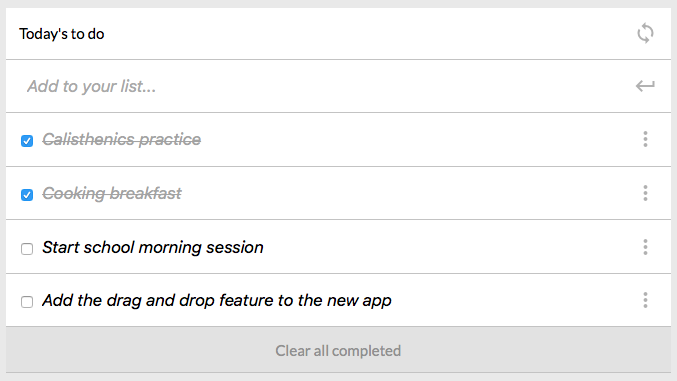 Today's to do
Add to your list...
Calisthenics practice
Cooking breakfast
Start school morning session
Add the drag and drop feature to the new app
Clear all completed